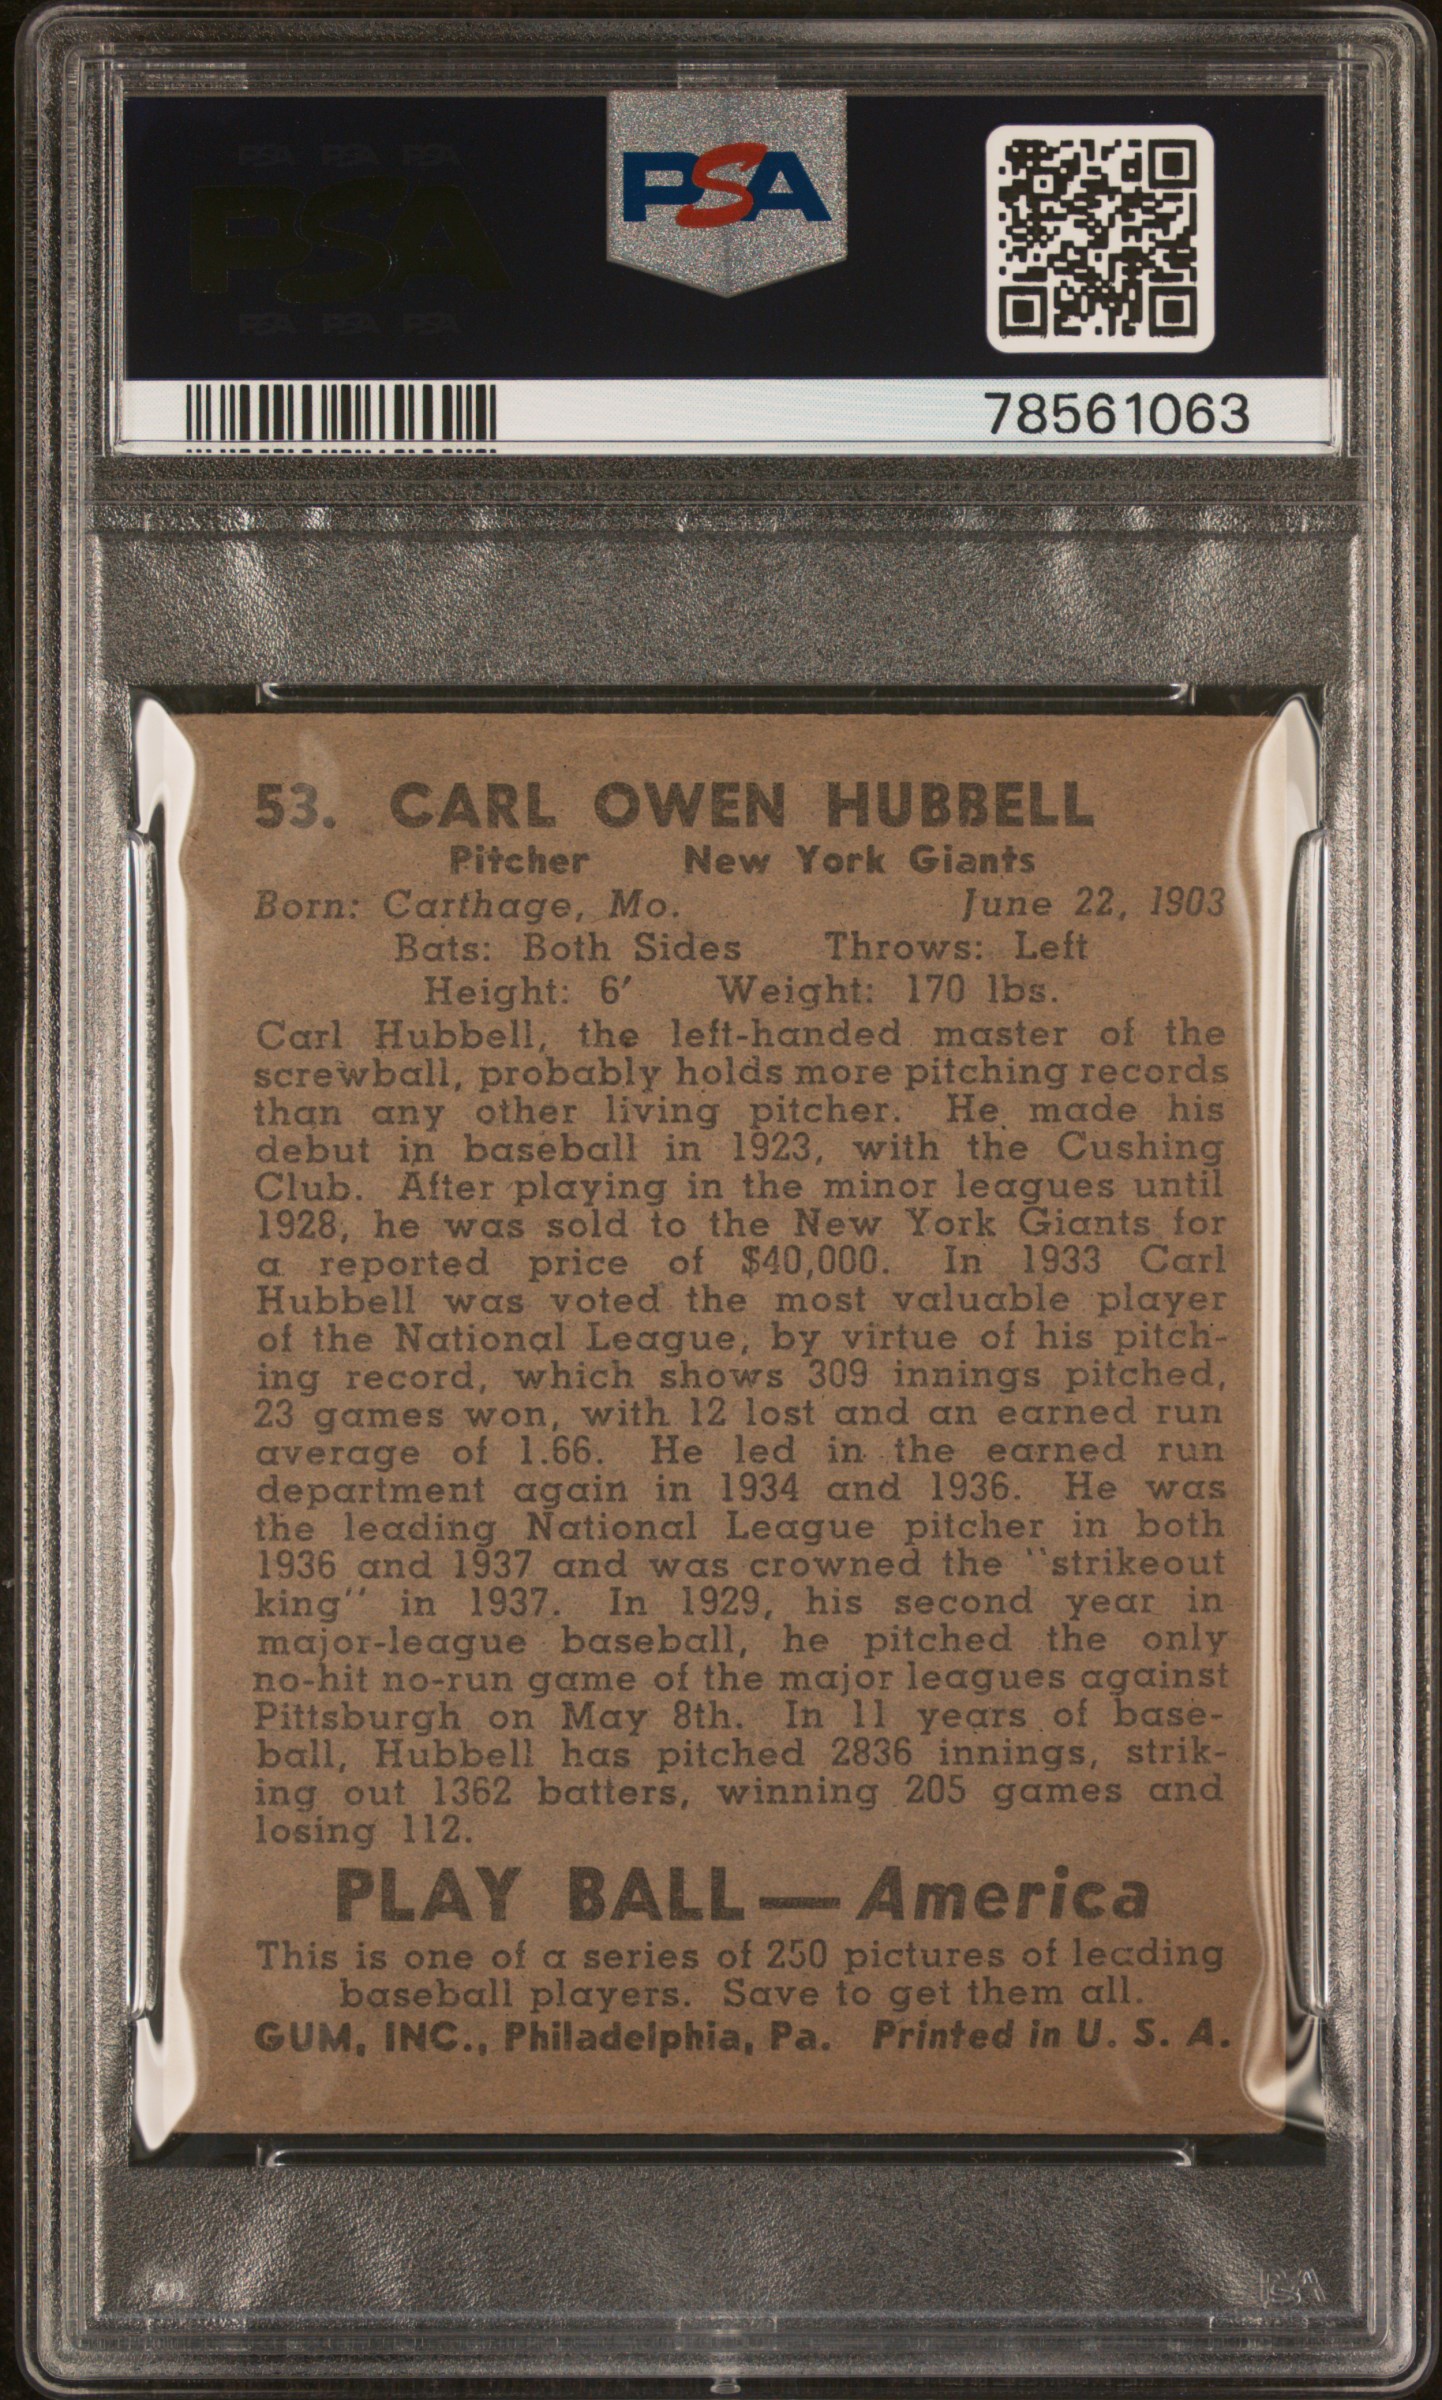 PSA PSA PSA
PSA
PSA PSA PSA
PSA
78561063
53. CARL OWEN HUBBELL
Pitcher New York Giants
Born: Carthage, Mo. June 22, 1903
Bats: Both Sides Throws: Left
Height: 6′ Weight: 170 lbs.
Carl Hubbell, the left-handed master of the
screwball, probably holds more pitching records
than any other living pitcher. He made his
debut in baseball in 1923, with the Cushing
Club. After playing in the minor leagues until
1928, he was sold to the New York Giants for
a reported price of $40,000. In 1933 Carl
Hubbell was voted the most valuable player
of the National League, by virtue of his pitch-
ing record, which shows 309 innings pitched,
23 games won, with 12 lost and an earned run
average of 1.66. He led in the earned run
department again in 1934 and 1936. He was
the leading National League pitcher in both
1936 and 1937 and was crowned the "strikeout
king" in 1937. In 1929, his second year in
major-league baseball, he pitched the only
no-hit no-run game of the major leagues against
Pittsburgh on May 8th. In 11 years of base-
ball, Hubbell has pitched 2836 innings, strik-
ing out 1362 batters, winning 205 games and
losing 112.
PLAY BALL—America
This is one of a series of 250 pictures of leading
baseball players. Save to get them all.
GUM, INC., Philadelphia, Pa. Printed in U. S. A.
PSA